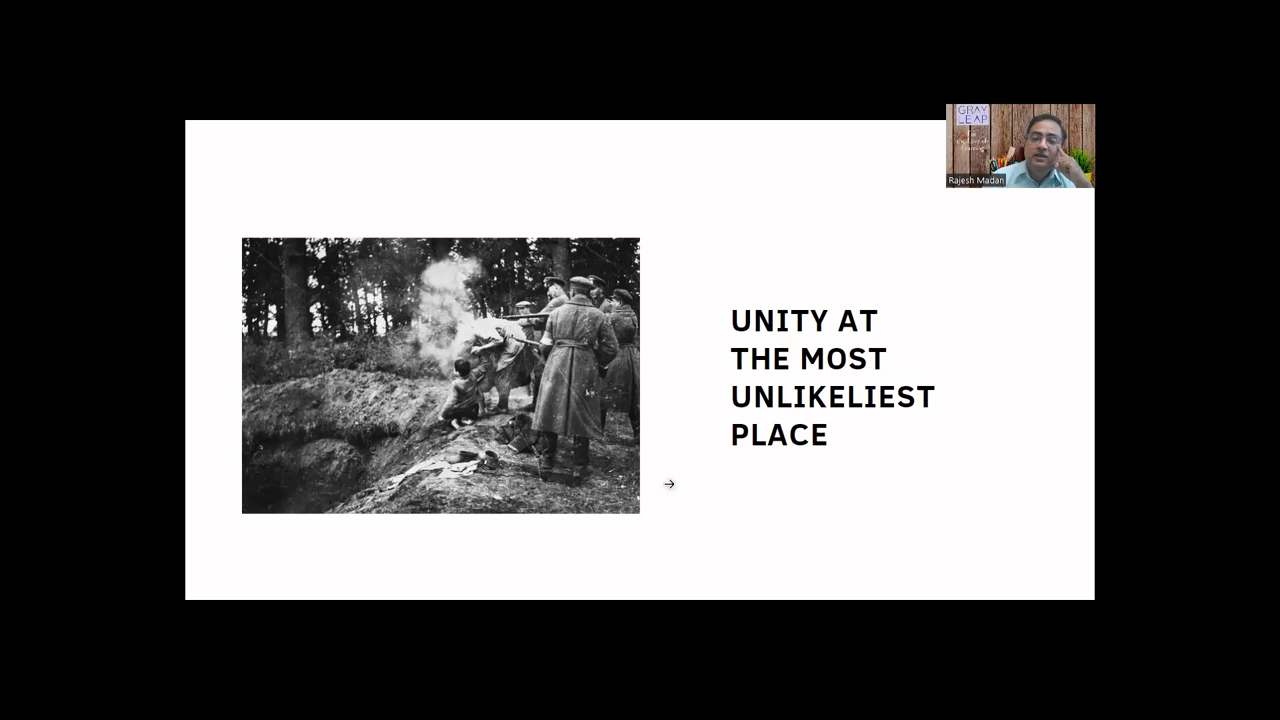 GRAY
LEAP
Rajesh Madan
UNITY AT
THE MOST
UNLIKELIEST
PLACE